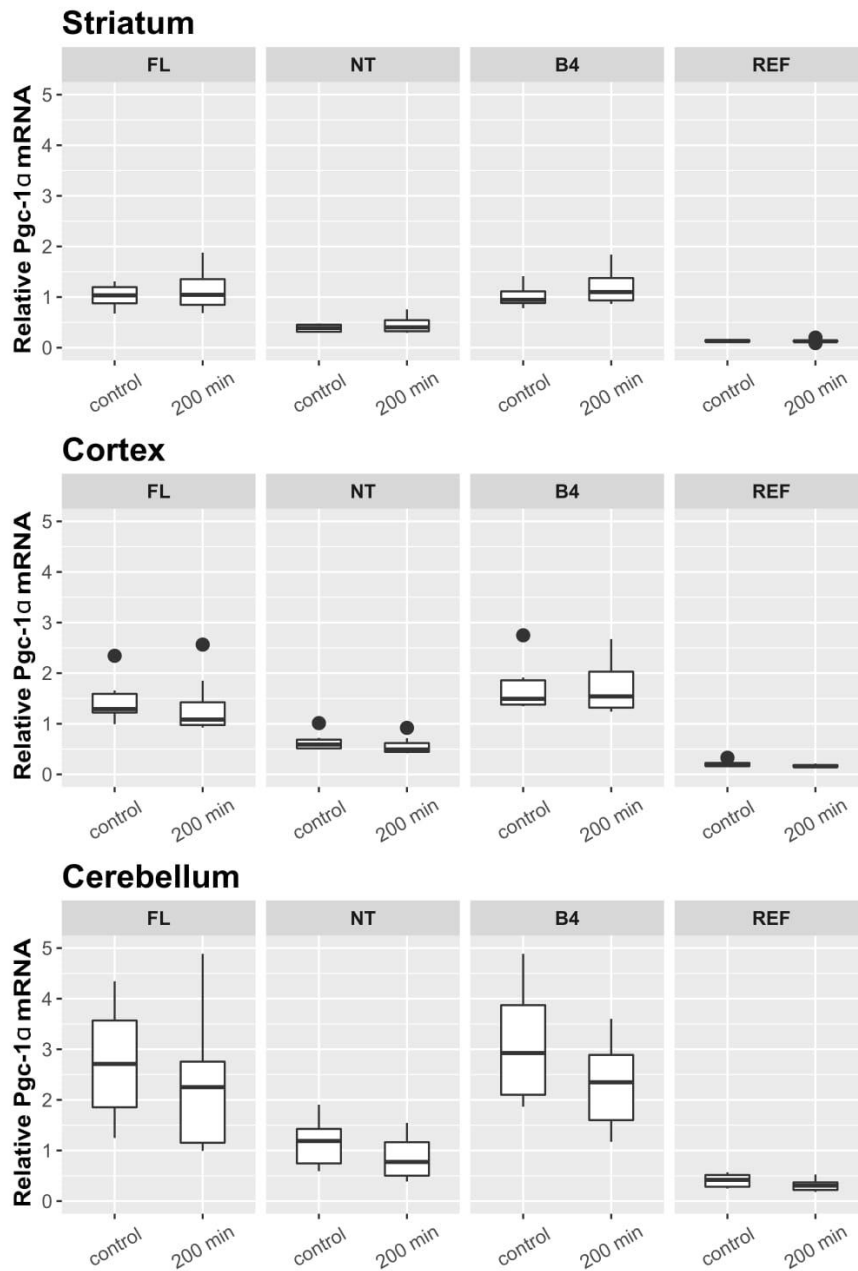 Striatum
FL NT B4 REF
Relative Pgc-1α mRNA
5
4
3
2
1
0
control 200 min control 200 min control 200 min control 200 min
Cortex
FL NT B4 REF
Relative Pgc-1α mRNA
5
4
3
2
1
0
control 200 min control 200 min control 200 min control 200 min
Cerebellum
FL NT B4 REF
Relative Pgc-1α mRNA
5
4
3
2
1
0
control 200 min control 200 min control 200 min control 200 min